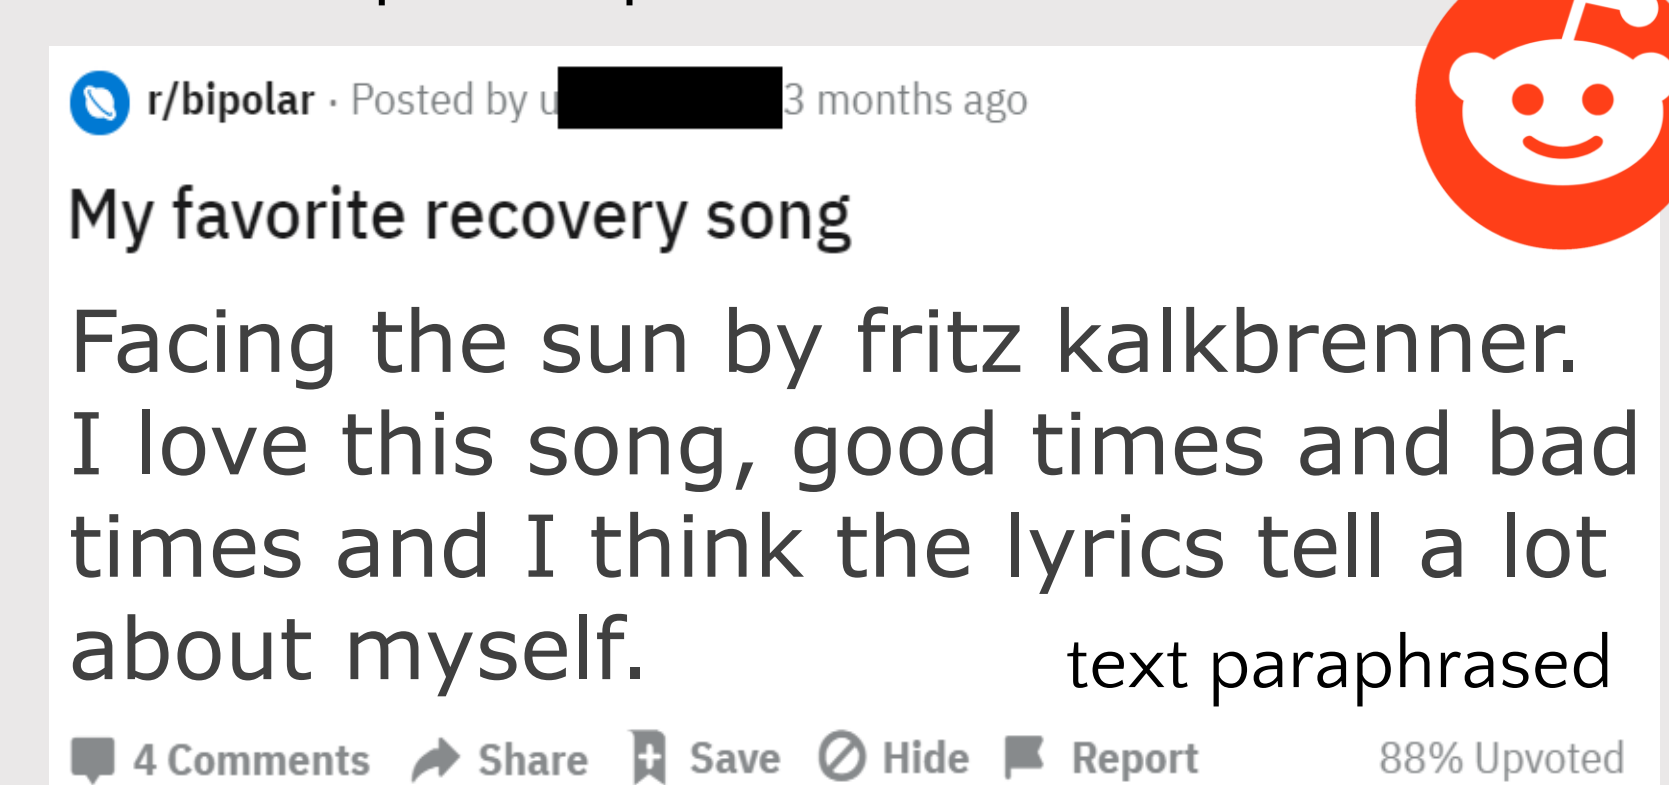 r/bipolar · Posted by u 3 months ago
My favorite recovery song
Facing the sun by fritz kalkbrenner.
I love this song, good times and bad
times and I think the lyrics tell a lot
about myself.
text paraphrased
4 Comments Share Save Hide Report 88% Upvoted